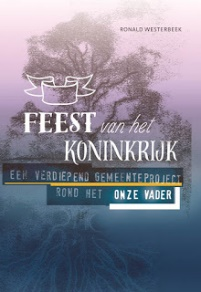 RONALD WESTERBEEK
FEEST van het
KONINKRIJK
EEN VERDIEPEND GEMEENTEPROJECT
ROND HET ONZE VADER